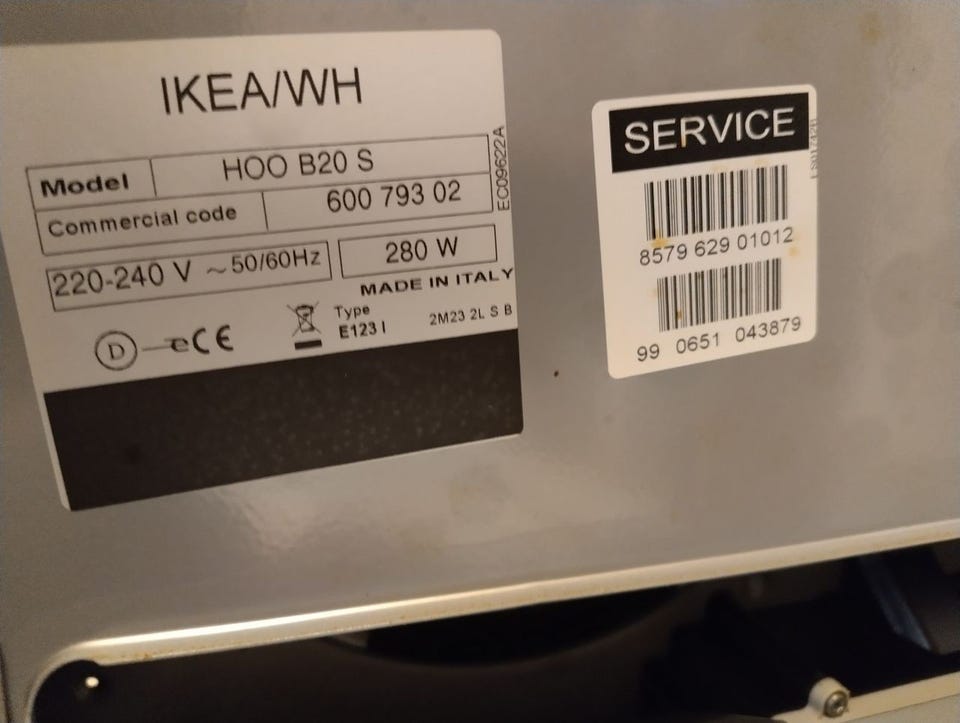 IKEA/WH
Model HOO B20 S
Commercial code 600 793 02
EC09622A
220-240 V ~50/60Hz 280 W
MADE IN ITALY
D e CE Type
E123 I 2M23 2L S B
SERVICE
8579 629 01012
99 0651 043879